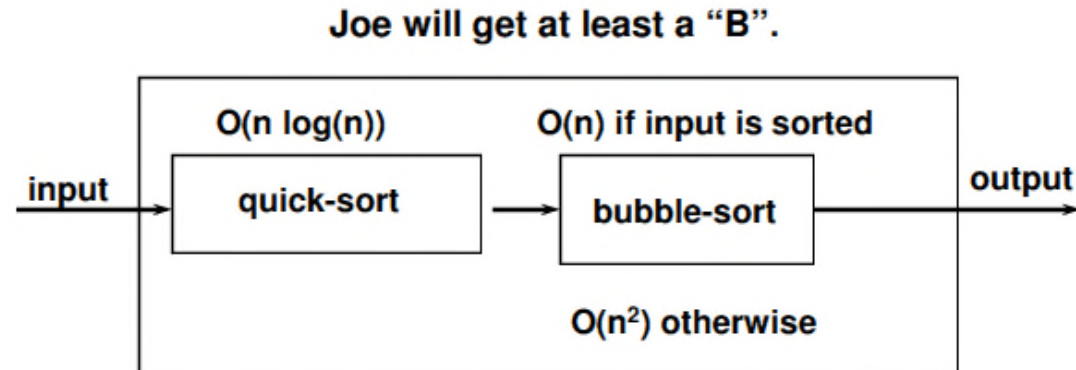 Joe will get at least a “B”.
O(n log(n))
O(n) if input is sorted
input
quick-sort
bubble-sort
output
O(n²) otherwise